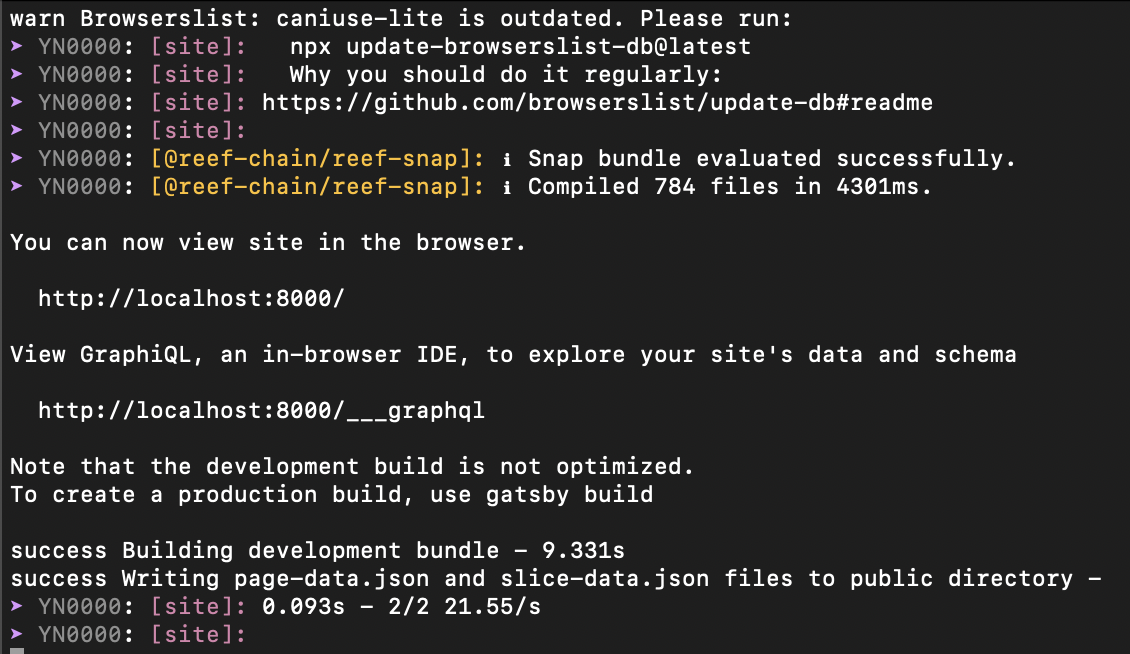 warn Browserslist: caniuse-lite is outdated. Please run:
➤ YN0000: [site]:   npx update-browserslist-db@latest
➤ YN0000: [site]:   Why you should do it regularly:
➤ YN0000: [site]: https://github.com/browserslist/update-db#readme
➤ YN0000: [site]:
➤ YN0000: [@reef-chain/reef-snap]: ℹ Snap bundle evaluated successfully.
➤ YN0000: [@reef-chain/reef-snap]: ℹ Compiled 784 files in 4301ms.
You can now view site in the browser.
  http://localhost:8000/
View GraphiQL, an in-browser IDE, to explore your site's data and schema
  http://localhost:8000/___graphql
Note that the development build is not optimized.
To create a production build, use gatsby build
success Building development bundle - 9.331s
success Writing page-data.json and slice-data.json files to public directory -
➤ YN0000: [site]: 0.093s - 2/2 21.55/s
➤ YN0000: [site]: